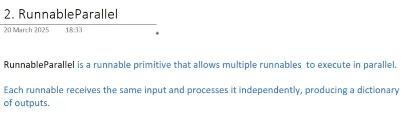 2. RunnableParallel
20 March 2025 18:33
RunnableParallel is a runnable primitive that allows multiple runnables to execute in parallel.
Each runnable receives the same input and processes it independently, producing a dictionary
of outputs.